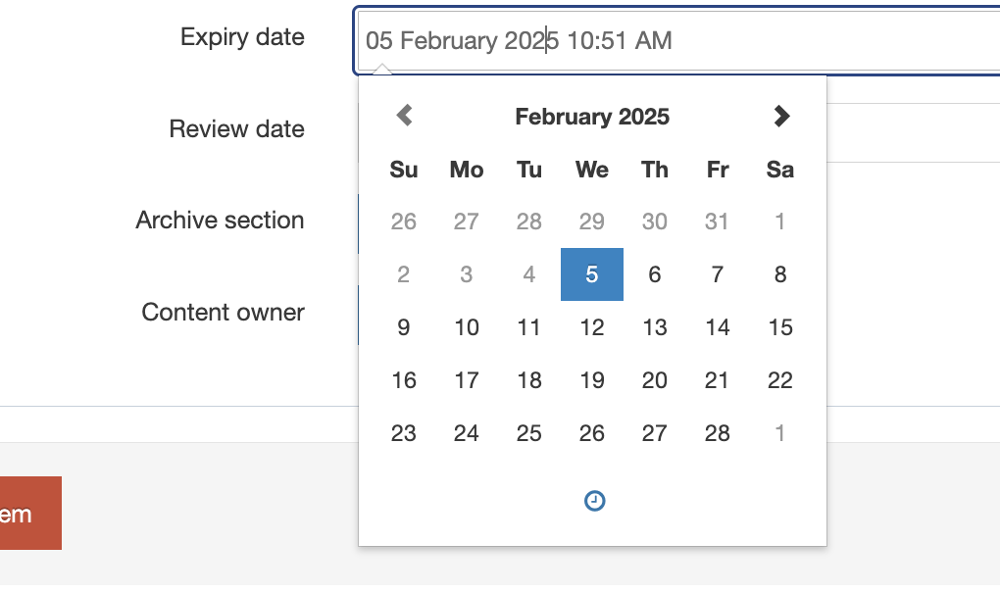 Expiry date
05 February 2025 10:51 AM
February 2025
Su Mo Tu We Th Fr Sa
26 27 28 29 30 31 1
2 3 4 5 6 7 8
9 10 11 12 13 14 15
16 17 18 19 20 21 22
23 24 25 26 27 28 1
Review date
Archive section
Content owner
em